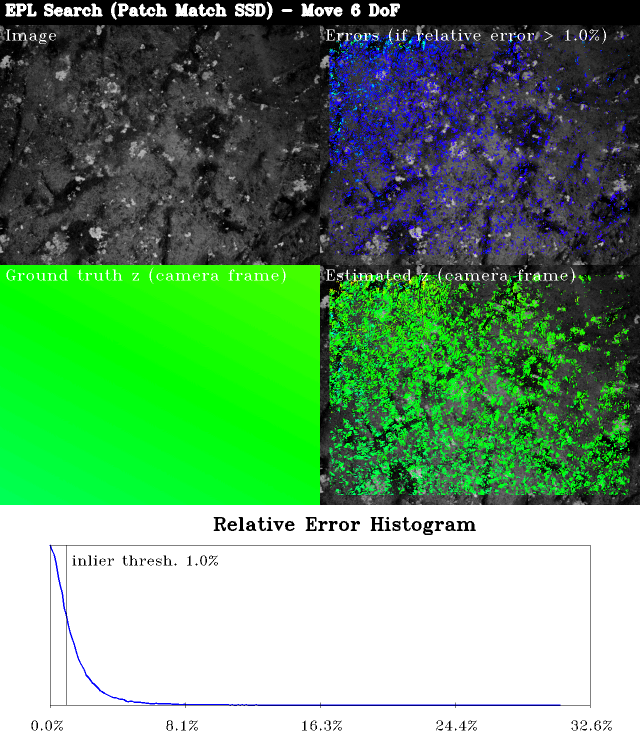 EPL Search (Patch Match SSD) - Move 6 DoF
Image
Errors (if relative error > 1.0%)
Ground truth z (camera frame)
Estimated z (camera frame)
Relative Error Histogram
inlier thresh. 1.0%
0.0% 8.1% 16.3% 24.4% 32.6%